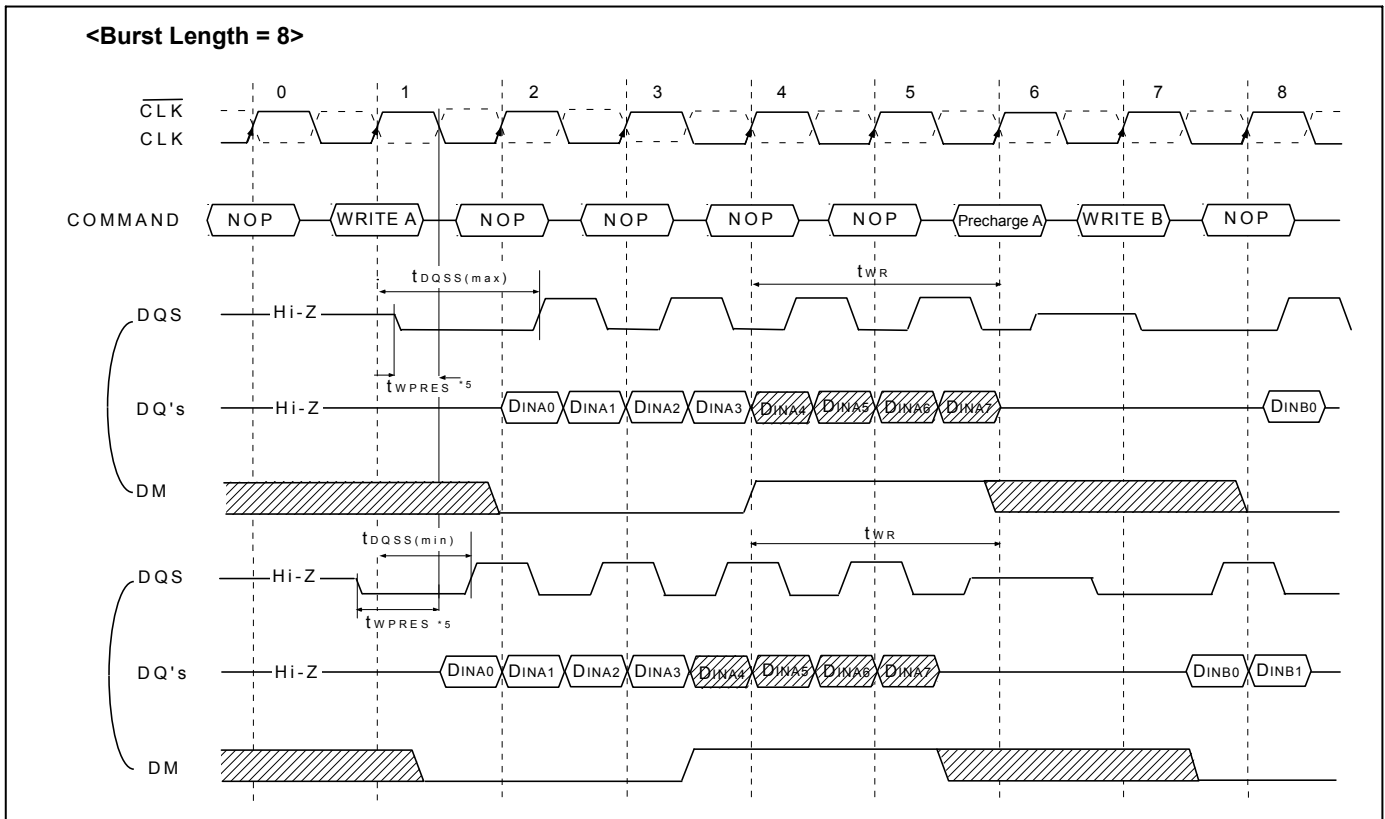 <Burst Length = 8>
0 1 2 3 4 5 6 7 8
CLK
CLK
COMMAND NOP WRITE A NOP NOP NOP NOP Precharge A WRITE B NOP
tDQSS(max) tWR
DQS Hi-Z
tWPRES *5
DQ's Hi-Z DINA0 DINA1 DINA2 DINA3 DINA4 DINA5 DINA6 DINA7 DINB0
DM
tDQSS(min) tWR
DQS Hi-Z
tWPRES *5
DQ's Hi-Z DINA0 DINA1 DINA2 DINA3 DINA4 DINA5 DINA6 DINA7 DINB0 DINB1
DM